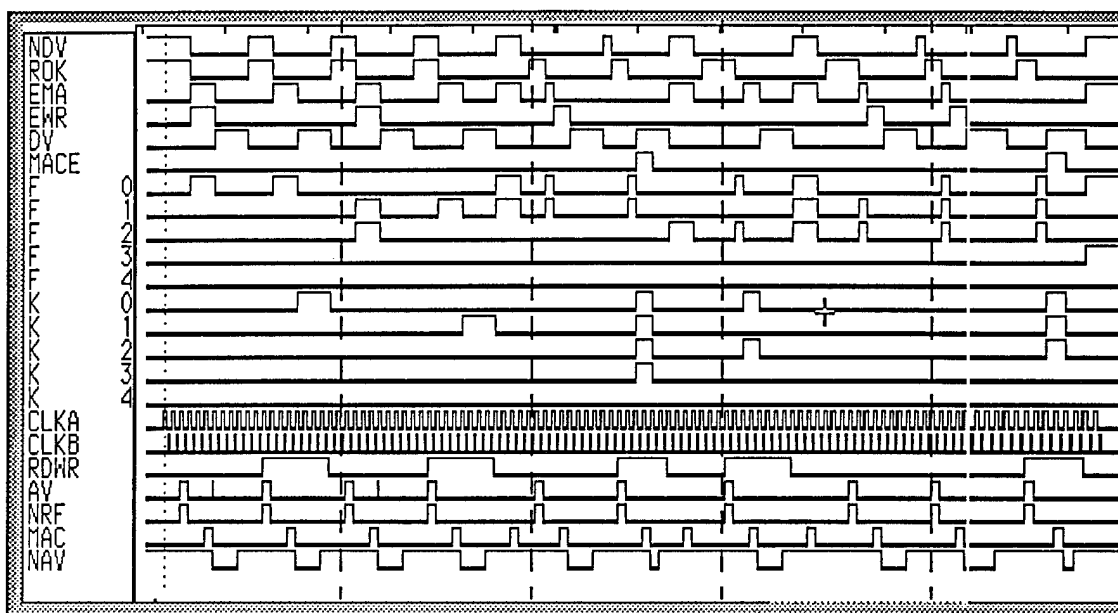 NDV
ROK
EMA
EWR
DV
MACE
F 0
F 1
F 2
F 3
F 4
K 0
K 1
K 2
K 3
K 4
CLKA
CLKB
RDWR
AV
NRF
MAC
NAV